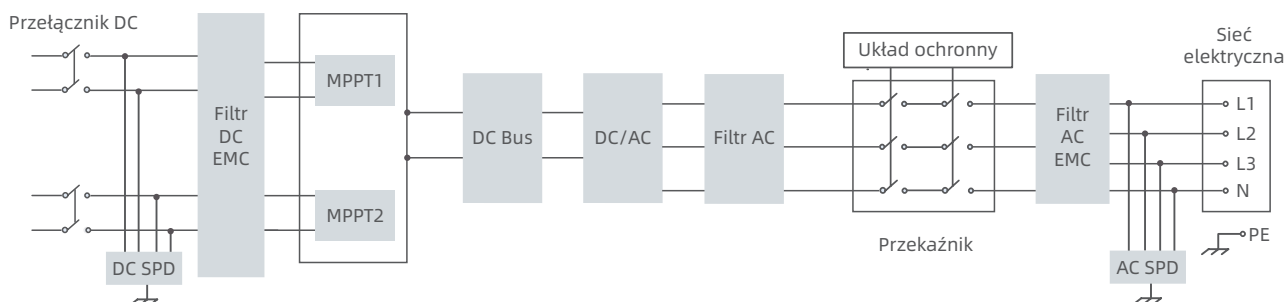 Przełącznik DC
Filtr
DC
EMC
MPPT1
MPPT2
DC SPD
DC Bus
DC/AC
Filtr AC
Układ ochronny
Przekaźnik
Filtr
AC
EMC
Sieć
elektryczna
L1
L2
L3
N
PE
AC SPD